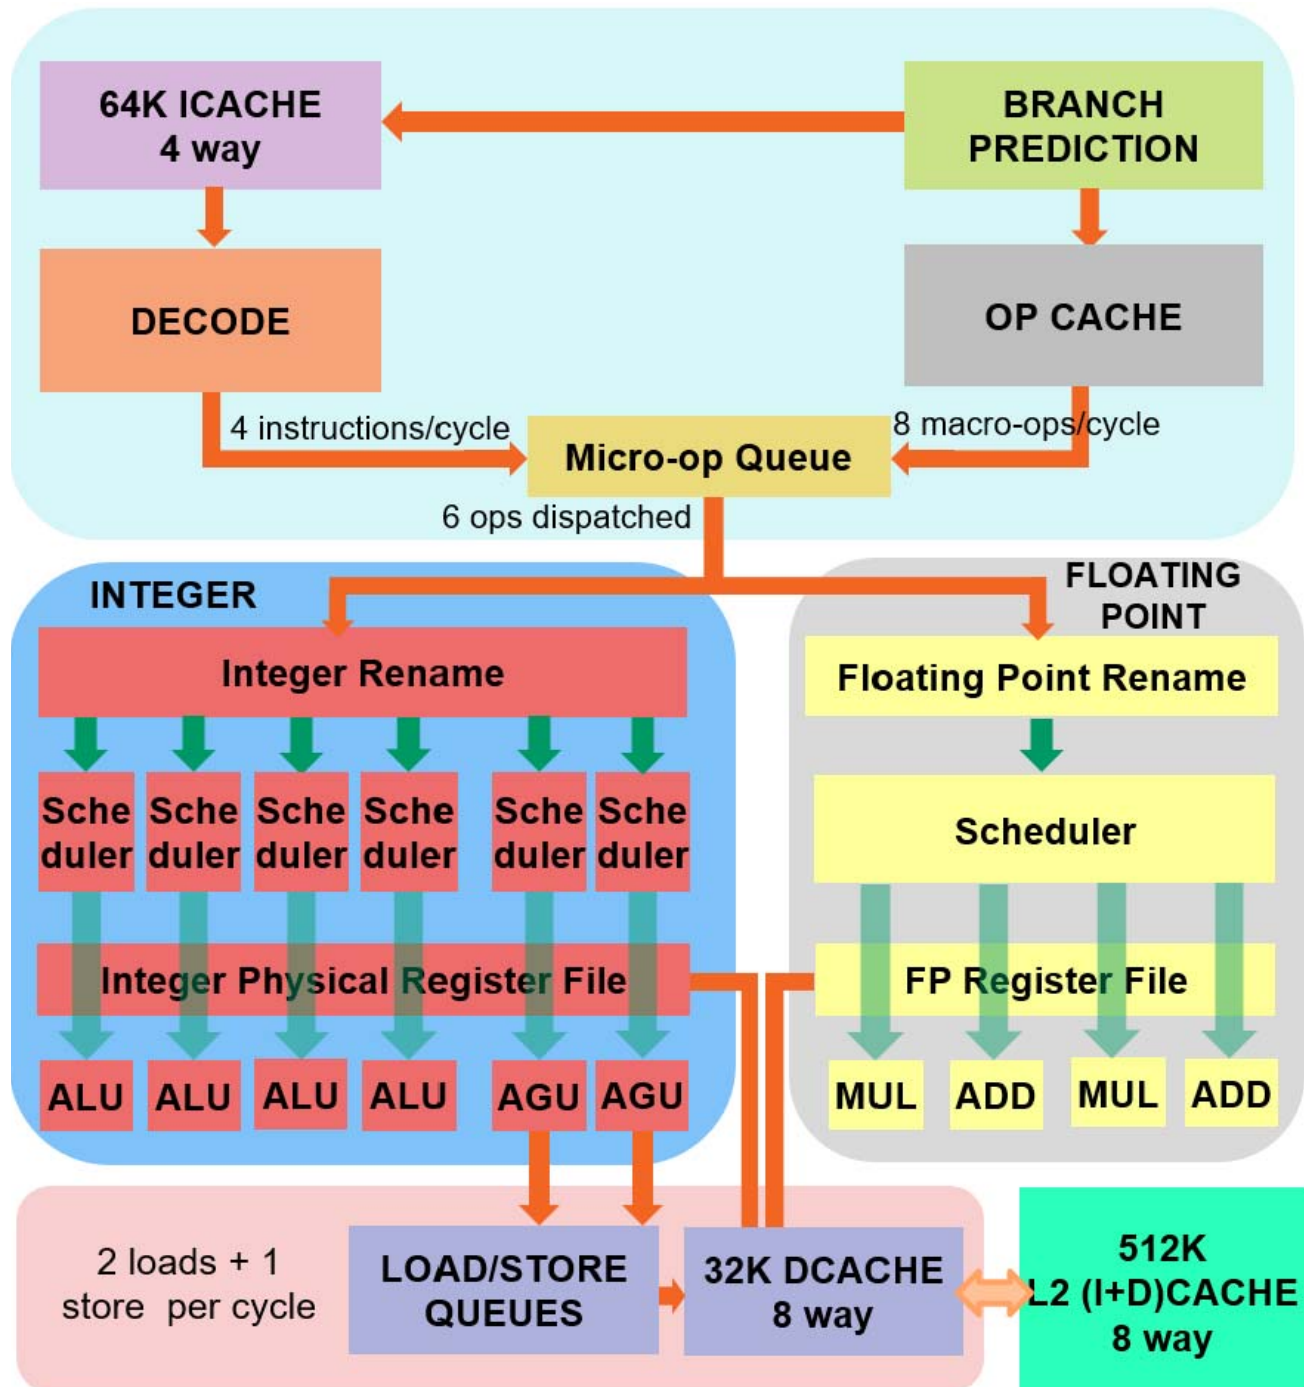 64K ICACHE
4 way
BRANCH
PREDICTION
DECODE
OP CACHE
4 instructions/cycle
8 macro-ops/cycle
Micro-op Queue
6 ops dispatched
INTEGER
FLOATING
POINT
Integer Rename
Floating Point Rename
Sche
duler
Sche
duler
Sche
duler
Sche
duler
Sche
duler
Sche
duler
Scheduler
Integer Physical Register File
FP Register File
ALU
ALU
ALU
ALU
AGU
AGU
MUL
ADD
MUL
ADD
2 loads + 1
store per cycle
LOAD/STORE
QUEUES
32K DCACHE
8 way
512K
L2 (I+D)CACHE
8 way